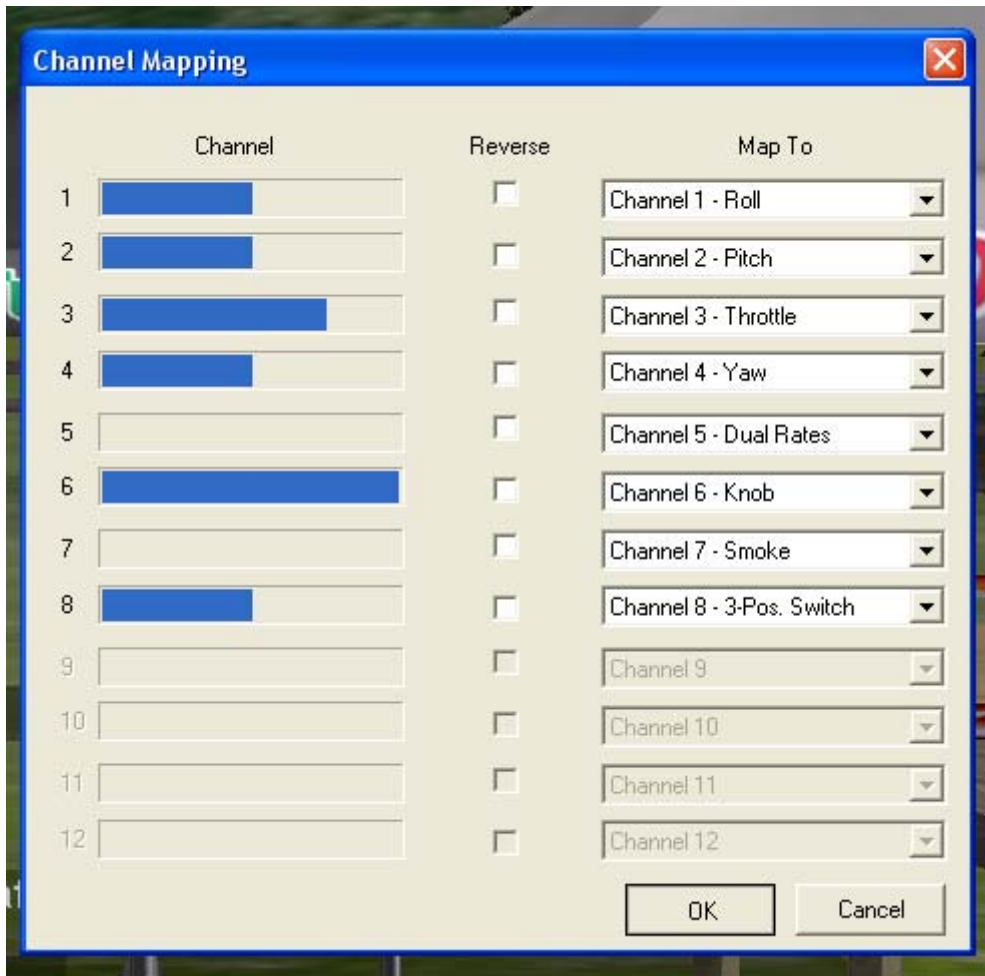 Channel Mapping
Channel Reverse Map To
1 Channel 1 - Roll
2 Channel 2 - Pitch
3 Channel 3 - Throttle
4 Channel 4 - Yaw
5 Channel 5 - Dual Rates
6 Channel 6 - Knob
7 Channel 7 - Smoke
8 Channel 8 - 3-Pos. Switch
9 Channel 9
10 Channel 10
11 Channel 11
12 Channel 12
OK Cancel